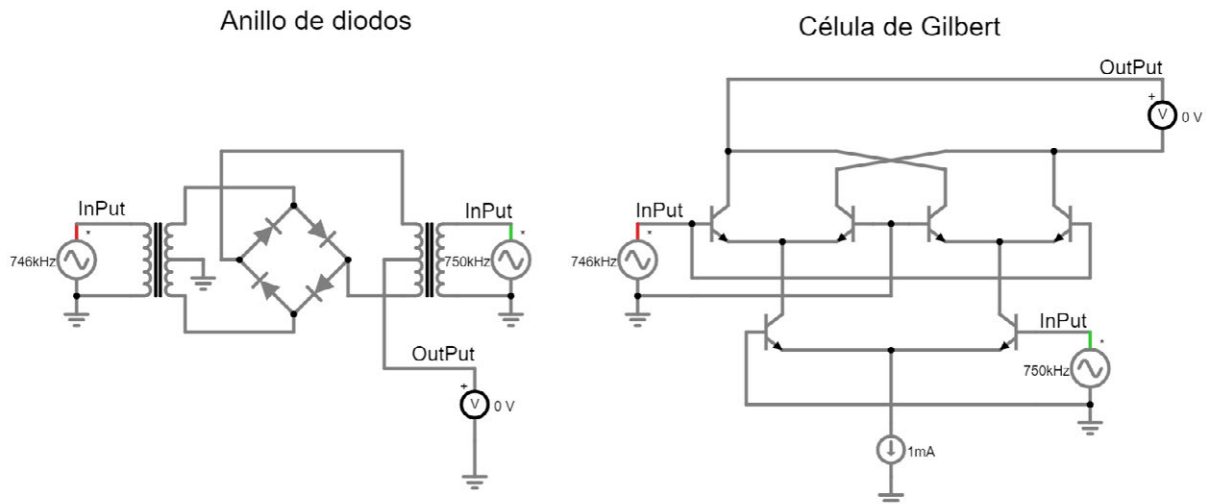 Anillo de diodos
InPut
746kHz
InPut
750kHz
OutPut
+
V
0 V
Célula de Gilbert
OutPut
+
V
0 V
InPut
746kHz
InPut
750kHz
1mA